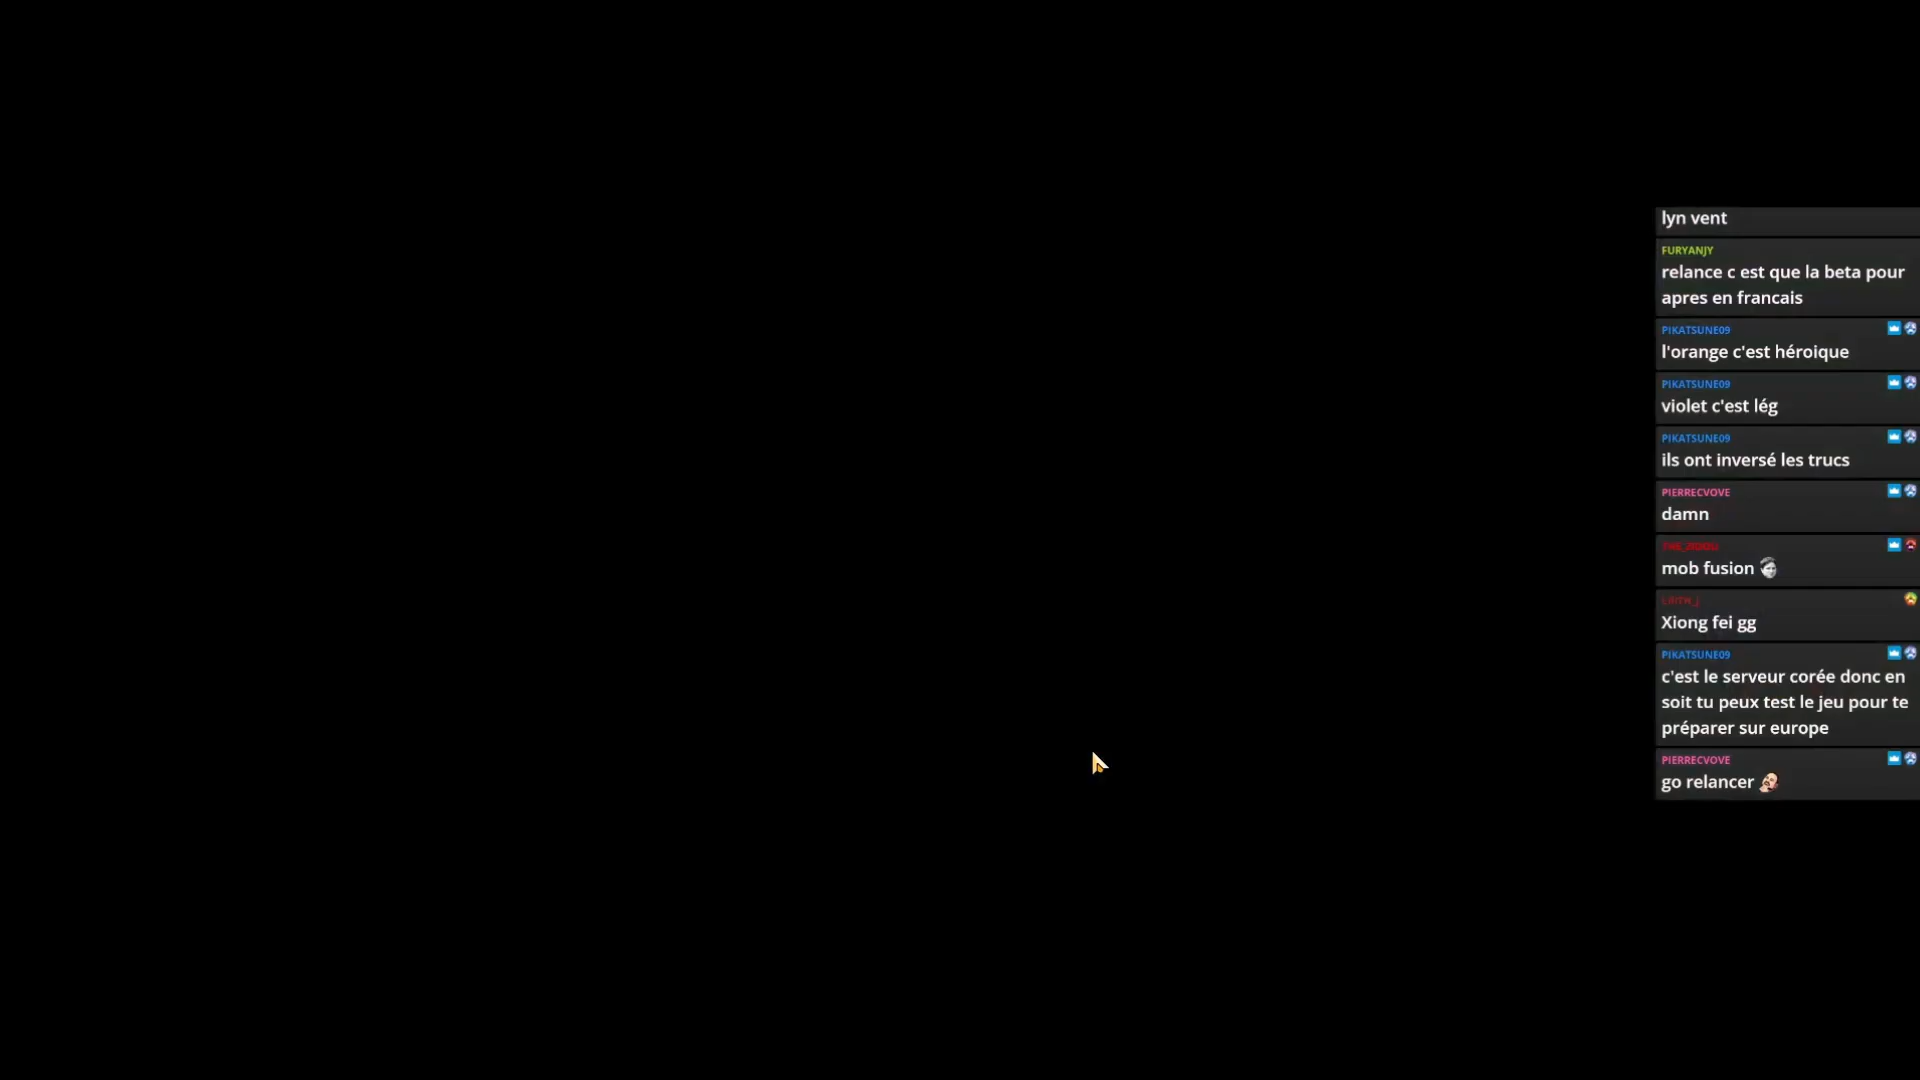 lyn vent
FURYANJY
relance c est que la beta pour
apres en francais
PIKATSUNE09
l'orange c'est héroique
PIKATSUNE09
violet c'est lég
PIKATSUNE09
ils ont inversé les trucs
PIERRECVOVE
damn
mob fusion
Xiong fei gg
PIKATSUNE09
c'est le serveur corée donc en
soit tu peux test le jeu pour te
préparer sur europe
PIERRECVOVE
go relancer